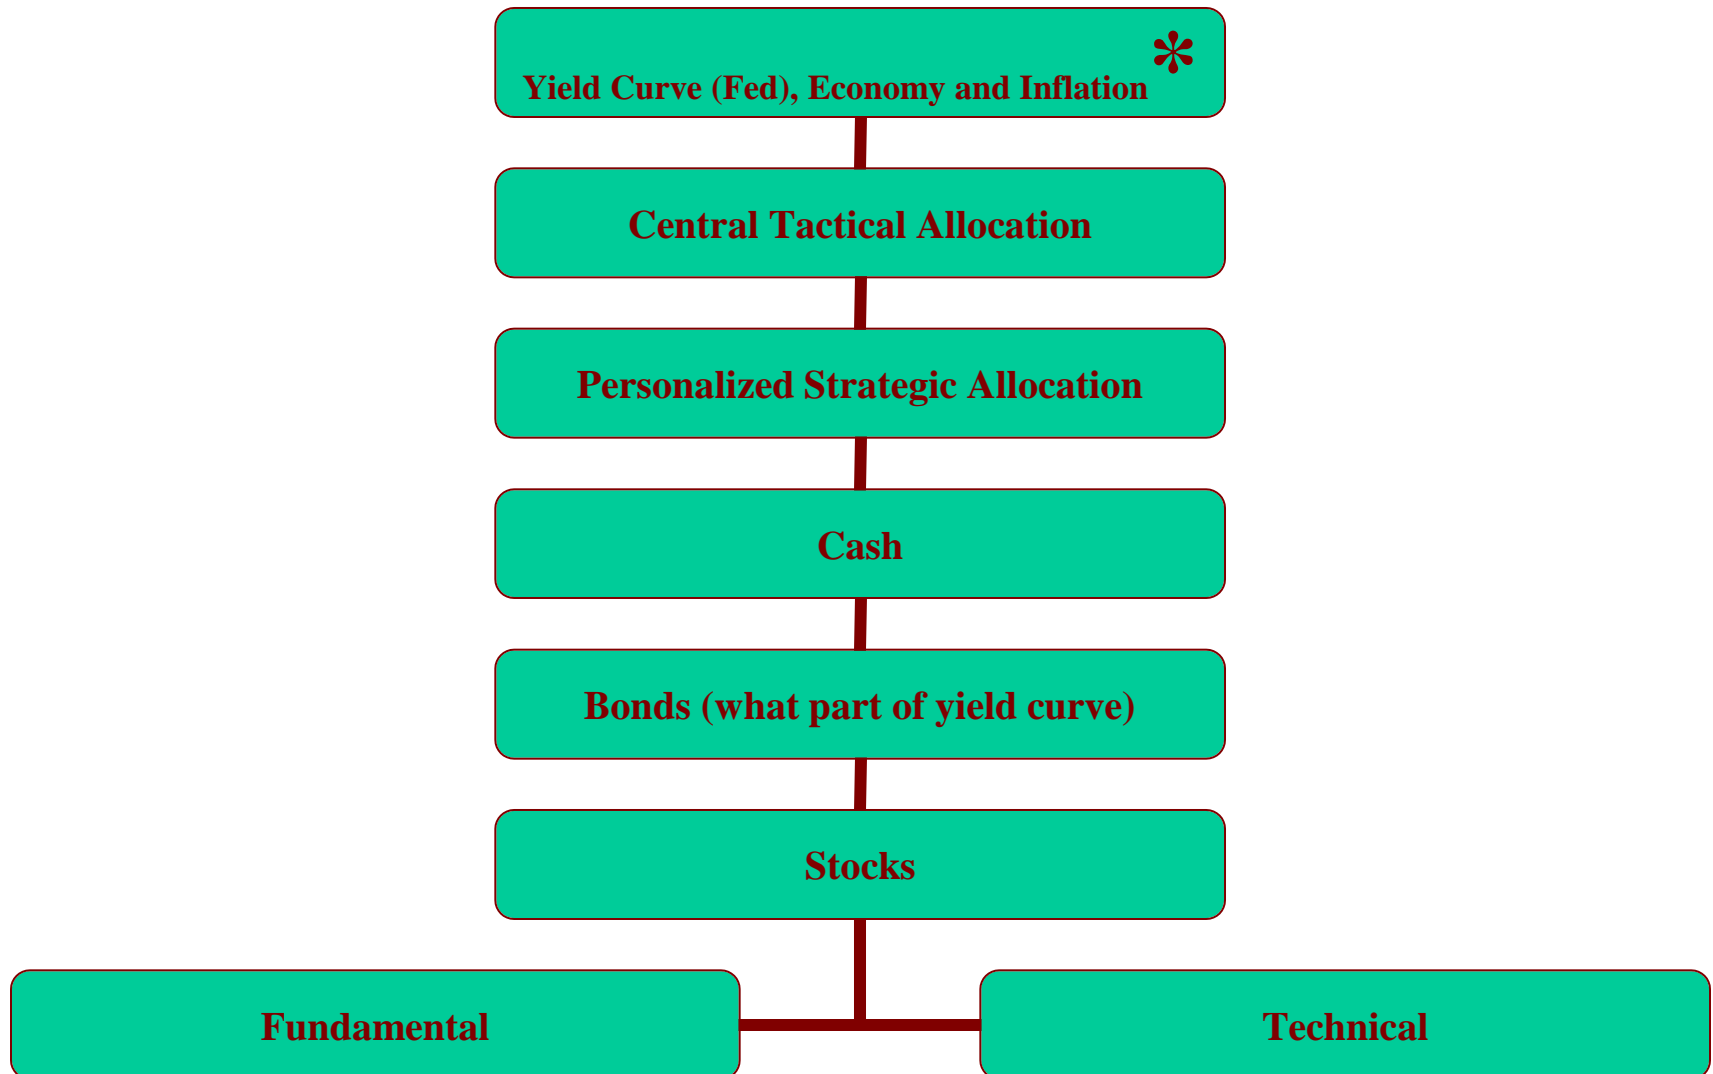 Yield Curve (Fed), Economy and Inflation *
Central Tactical Allocation
Personalized Strategic Allocation
Cash
Bonds (what part of yield curve)
Stocks
Fundamental
Technical